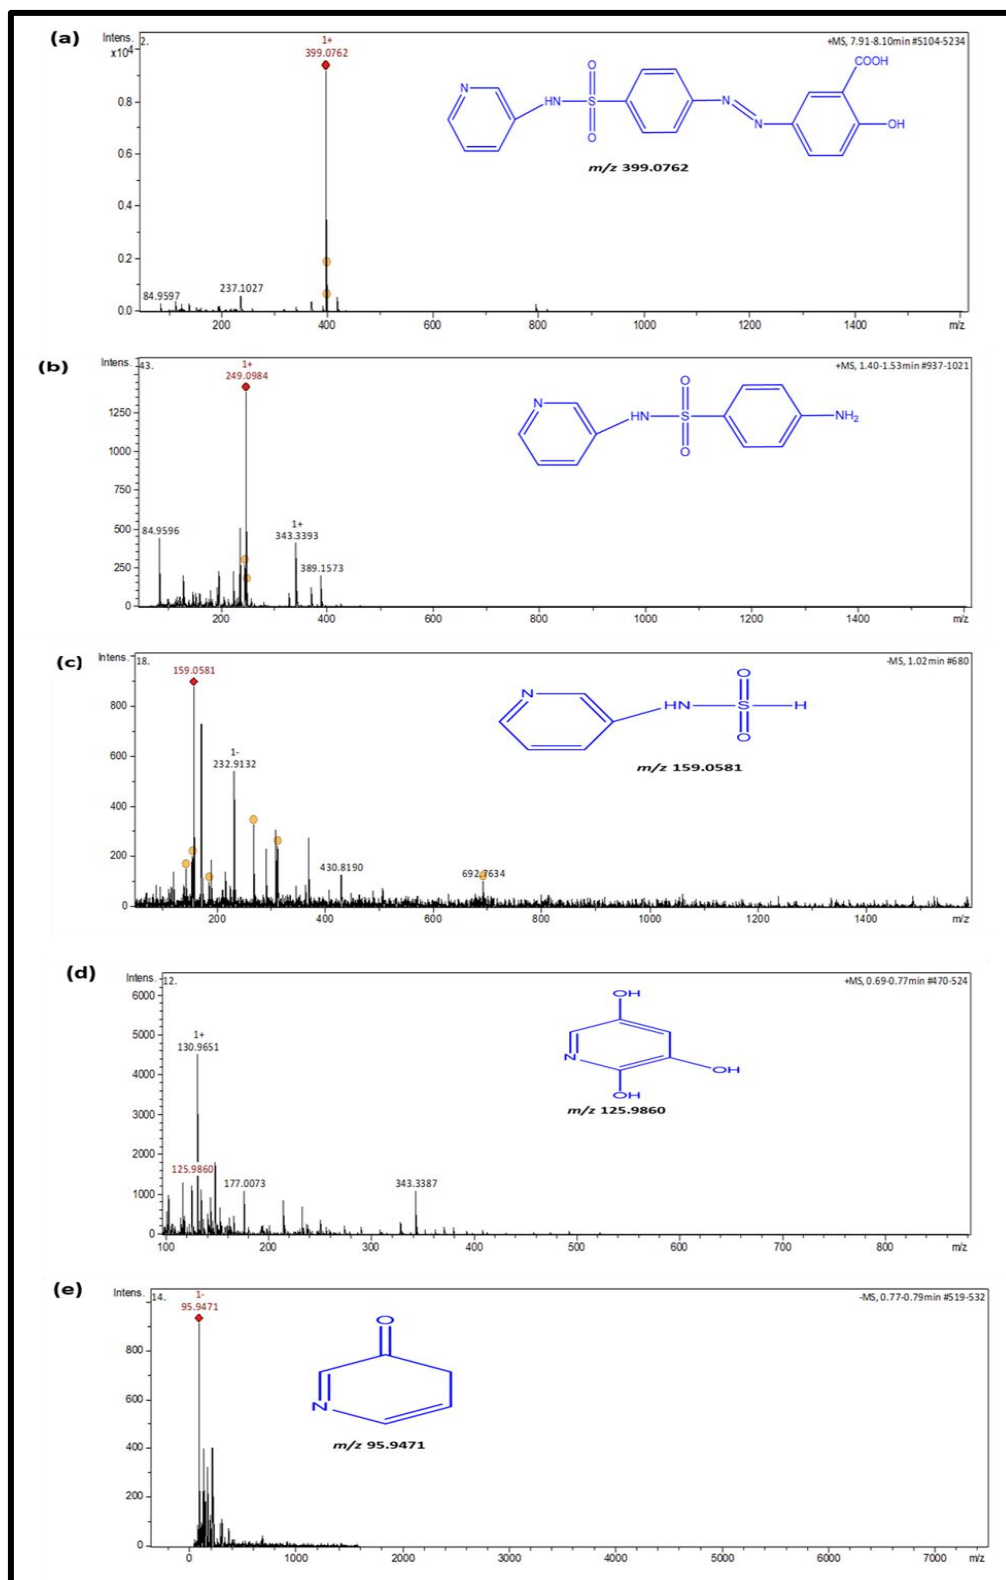 (a)
Intens.
x10⁴
2.
+MS, 7.91-8.10min #5104-5234
1+
399.0762
0.8
0.6
0.4
0.2
0.0
84.9597
237.1027
N
HN
O
S
O
N
N
COOH
OH
m/z 399.0762
200
400
600
800
1000
1200
1400
m/z
(b)
Intens.
43.
+MS, 1.40-1.53min #937-1021
1+
249.0984
1250
1000
750
500
250
0
84.9596
1+
343.3393
389.1573
N
HN
O
S
O
NH₂
200
400
600
800
1000
1200
1400
m/z
(c)
Intens.
18.
-MS, 1.02min #680
159.0581
800
600
400
200
0
1-
232.9132
430.8190
692.7634
N
HN
O
S
O
H
m/z 159.0581
200
400
600
800
1000
1200
1400
m/z
(d)
Intens.
12.
+MS, 0.69-0.77min #470-524
6000
5000
4000
3000
2000
1000
0
1+
130.9651
125.9860
177.0073
343.3387
OH
N
OH
OH
m/z 125.9860
100
200
300
400
500
600
700
800
m/z
(e)
Intens.
14.
-MS, 0.77-0.79min #519-532
1-
95.9471
800
600
400
200
0
O
N
m/z 95.9471
0
1000
2000
3000
4000
5000
6000
7000
m/z